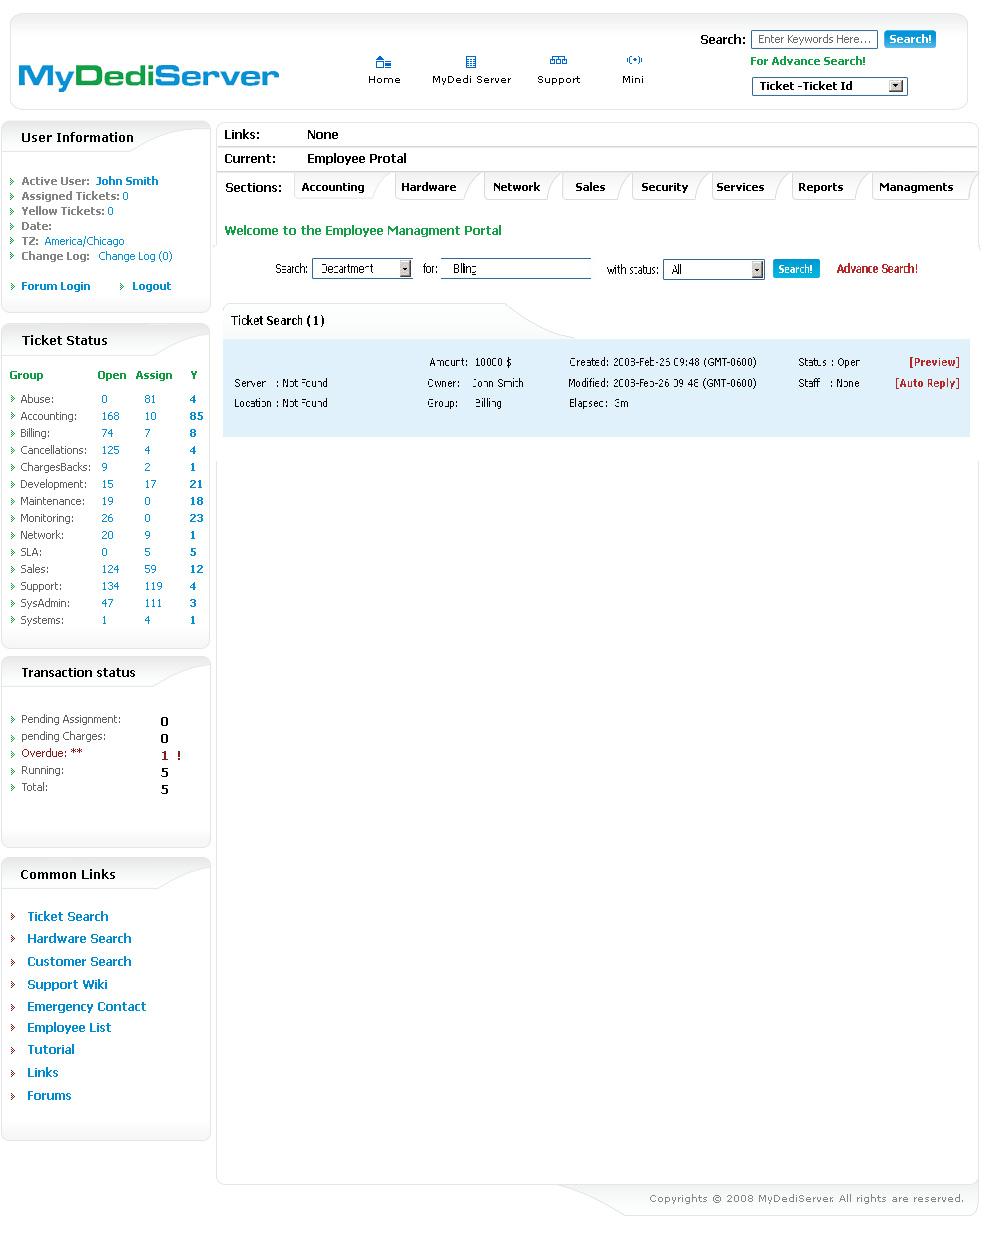 MyDediServer
Home
MyDedi Server
Support
Mini
Search: Enter Keywords Here... Search!
For Advance Search!
Ticket -Ticket Id
User Information
Active User: John Smith
Assigned Tickets: 0
Yellow Tickets: 0
Date:
TZ: America/Chicago
Change Log: Change Log (0)
Forum Login Logout
Ticket Status
Group Open Assign Y
Abuse: 0 81 4
Accounting: 168 10 85
Billing: 74 7 8
Cancellations: 125 4 4
ChargesBacks: 9 2 1
Development: 15 17 21
Maintenance: 19 0 18
Monitoring: 26 0 23
Network: 20 9 1
SLA: 0 5 5
Sales: 124 59 12
Support: 134 119 4
SysAdmin: 47 111 3
Systems: 1 4 1
Transaction status
Pending Assignment: 0
pending Charges: 0
Overdue: ** 1 !
Running: 5
Total: 5
Common Links
Ticket Search
Hardware Search
Customer Search
Support Wiki
Emergency Contact
Employee List
Tutorial
Links
Forums
Links: None
Current: Employee Protal
Sections: Accounting Hardware Network Sales Security Services Reports Managments
Welcome to the Employee Managment Portal
Search: Department for: Blling with status: All Search! Advance Search!
Ticket Search ( 1 )
Amount: 10000 $ Created: 2008-Feb-26 09:48 (GMT-0600) Status : Open [Preview]
Server : Not Found Owner: John Smith Modified: 2008-Feb-26 09:48 (GMT-0600) Staff : None [Auto Reply]
Location : Not Found Group: Billing Elapsed: 3m
Copyrights © 2008 MyDediServer. All rights are reserved.